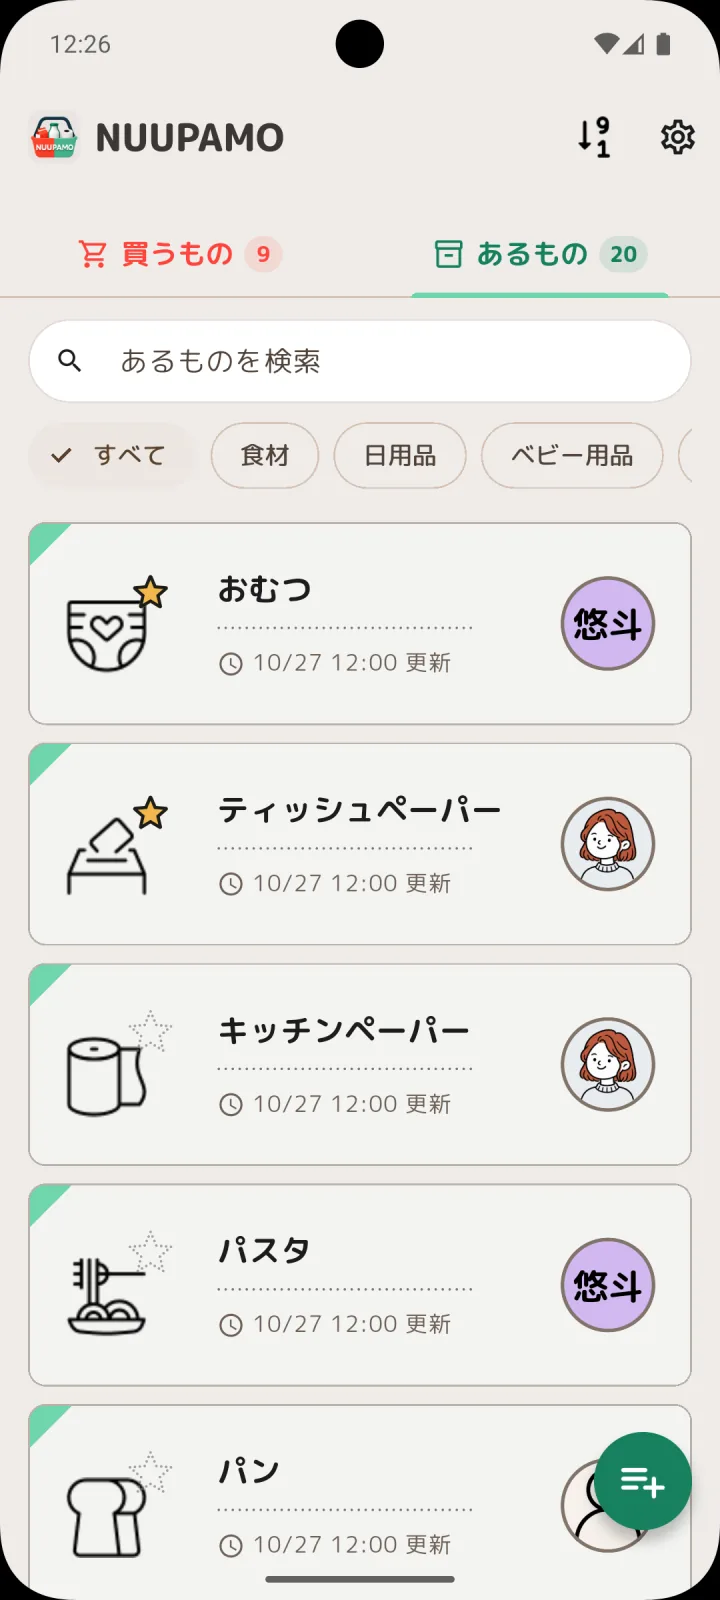 12:26
NUUPAMO
NUUPAMO
9
1
買うもの 9
あるもの 20
あるものを検索
すべて
食材
日用品
ベビー用品
おむつ
10/27 12:00 更新
悠斗
ティッシュペーパー
10/27 12:00 更新
キッチンペーパー
10/27 12:00 更新
パスタ
10/27 12:00 更新
悠斗
パン
10/27 12:00 更新